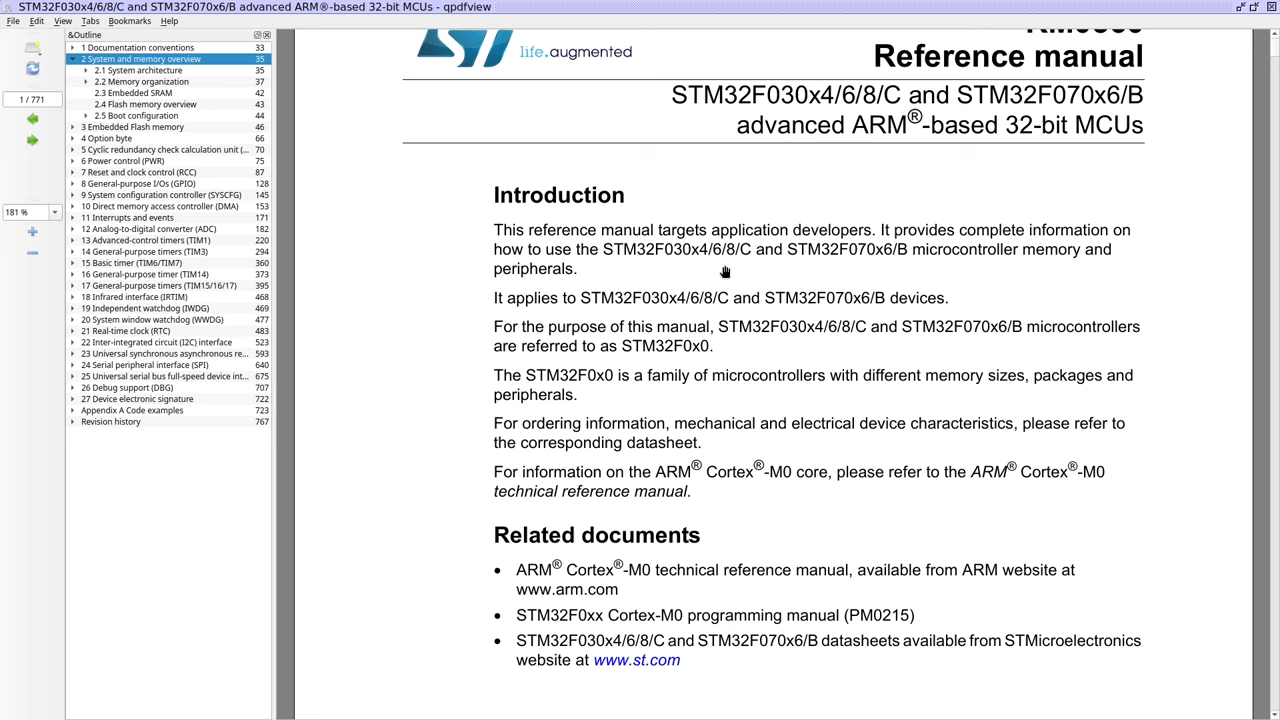 STM32F030x4/6/8/C and STM32F070x6/B advanced ARM®-based 32-bit MCUs - qpdfview
File Edit View Tabs Bookmarks Help
&Outline
1 Documentation conventions 33
2 System and memory overview 35
2.1 System architecture 35
2.2 Memory organization 37
2.3 Embedded SRAM 42
2.4 Flash memory overview 43
2.5 Boot configuration 44
3 Embedded Flash memory 46
4 Option byte 66
5 Cyclic redundancy check calculation unit (... 70
6 Power control (PWR) 75
7 Reset and clock control (RCC) 87
8 General-purpose I/Os (GPIO) 128
9 System configuration controller (SYSCFG) 145
10 Direct memory access controller (DMA) 153
11 Interrupts and events 171
12 Analog-to-digital converter (ADC) 182
13 Advanced-control timers (TIM1) 220
14 General-purpose timers (TIM3) 294
15 Basic timer (TIM6/TIM7) 360
16 General-purpose timer (TIM14) 373
17 General-purpose timers (TIM15/16/17) 395
18 Infrared interface (IRTIM) 468
19 Independent watchdog (IWDG) 469
20 System window watchdog (WWDG) 477
21 Real-time clock (RTC) 483
22 Inter-integrated circuit (I2C) interface 523
23 Universal synchronous asynchronous re... 593
24 Serial peripheral interface (SPI) 640
25 Universal serial bus full-speed device int... 675
26 Debug support (DBG) 707
27 Device electronic signature 722
Appendix A Code examples 723
Revision history 767
1 / 771
181 %
life.augmented
Reference manual
STM32F030x4/6/8/C and STM32F070x6/B
advanced ARM®-based 32-bit MCUs
Introduction
This reference manual targets application developers. It provides complete information on
how to use the STM32F030x4/6/8/C and STM32F070x6/B microcontroller memory and
peripherals.
It applies to STM32F030x4/6/8/C and STM32F070x6/B devices.
For the purpose of this manual, STM32F030x4/6/8/C and STM32F070x6/B microcontrollers
are referred to as STM32F0x0.
The STM32F0x0 is a family of microcontrollers with different memory sizes, packages and
peripherals.
For ordering information, mechanical and electrical device characteristics, please refer to
the corresponding datasheet.
For information on the ARM® Cortex®-M0 core, please refer to the ARM® Cortex®-M0
technical reference manual.
Related documents
• ARM® Cortex®-M0 technical reference manual, available from ARM website at
www.arm.com
• STM32F0xx Cortex-M0 programming manual (PM0215)
• STM32F030x4/6/8/C and STM32F070x6/B datasheets available from STMicroelectronics
website at www.st.com